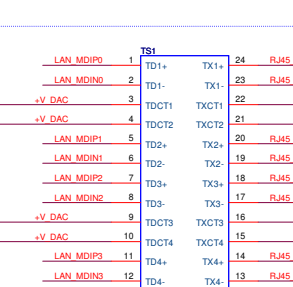 TS1
LAN_MDIP0 1 TD1+ TX1+ 24 RJ45
LAN_MDIN0 2 TD1- TX1- 23 RJ45
+V_DAC 3 TDCT1 TXCT1 22
+V_DAC 4 TDCT2 TXCT2 21
LAN_MDIP1 5 TD2+ TX2+ 20 RJ45
LAN_MDIN1 6 TD2- TX2- 19 RJ45
LAN_MDIP2 7 TD3+ TX3+ 18 RJ45
LAN_MDIN2 8 TD3- TX3- 17 RJ45
+V_DAC 9 TDCT3 TXCT3 16
+V_DAC 10 TDCT4 TXCT4 15
LAN_MDIP3 11 TD4+ TX4+ 14 RJ45
LAN_MDIN3 12 TD4- TX4- 13 RJ45